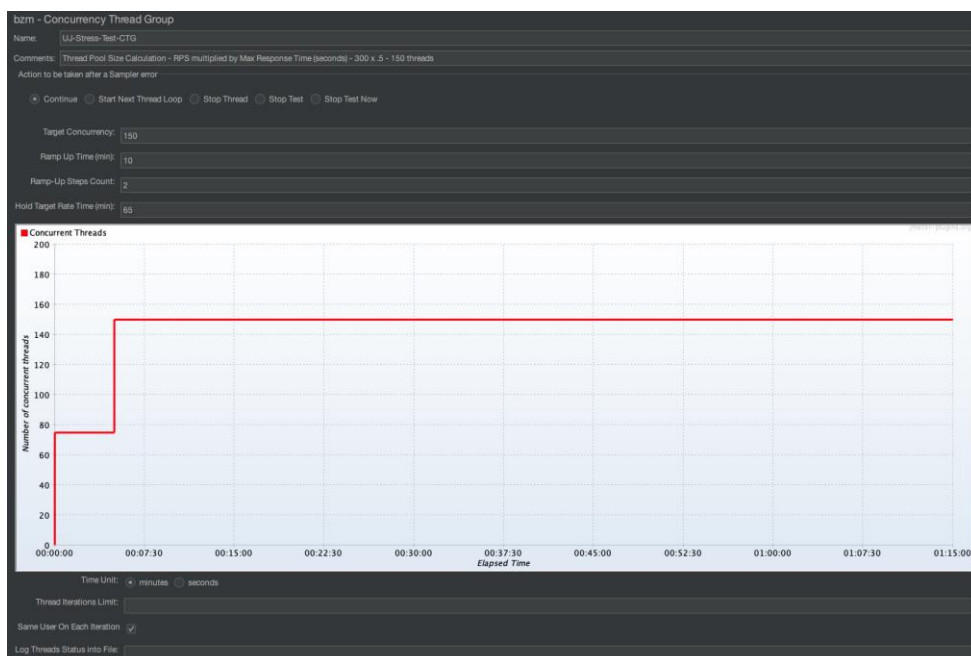 bzm - Concurrency Thread Group
Name: UJ-Stress-Test-CTG
Comments: Thread Pool Size Calculation - RPS multiplied by Max Response Time (seconds) - 300 x .5 - 150 threads
Action to be taken after a Sampler error
Continue Start Next Thread Loop Stop Thread Stop Test Stop Test Now
Target Concurrency: 150
Ramp Up Time (min): 10
Ramp-Up Steps Count: 2
Hold Target Rate Time (min): 65
jmeter-plugins.org
Concurrent Threads
200
180
160
140
120
100
80
60
40
20
0
Number of concurrent threads
00:00:00 00:07:30 00:15:00 00:22:30 00:30:00 00:37:30 00:45:00 00:52:30 01:00:00 01:07:30 01:15:00
Elapsed Time
Time Unit: minutes seconds
Thread Iterations Limit:
Same User On Each Iteration
Log Threads Status into File: